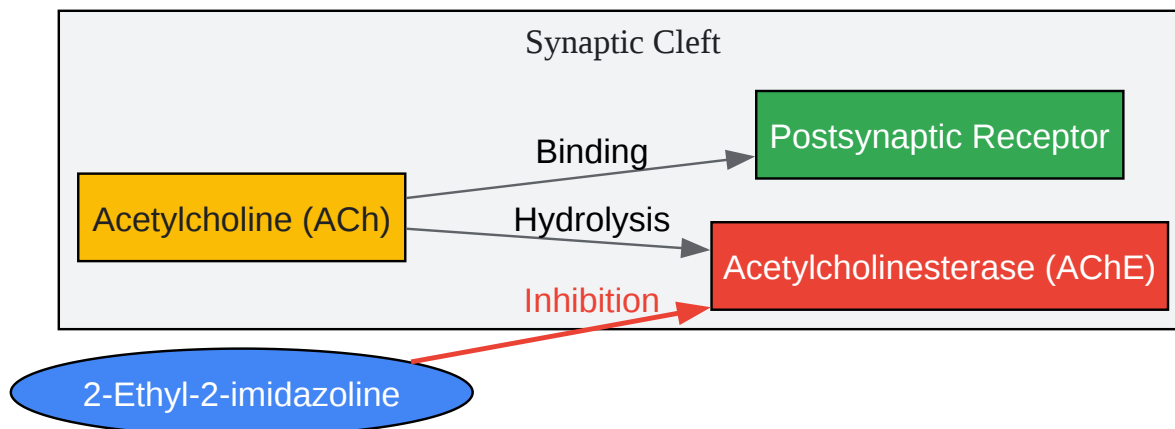 Synaptic Cleft
Postsynaptic Receptor
Binding
Acetylcholine (ACh)
Hydrolysis
Acetylcholinesterase (AChE)
Inhibition
2-Ethyl-2-imidazoline